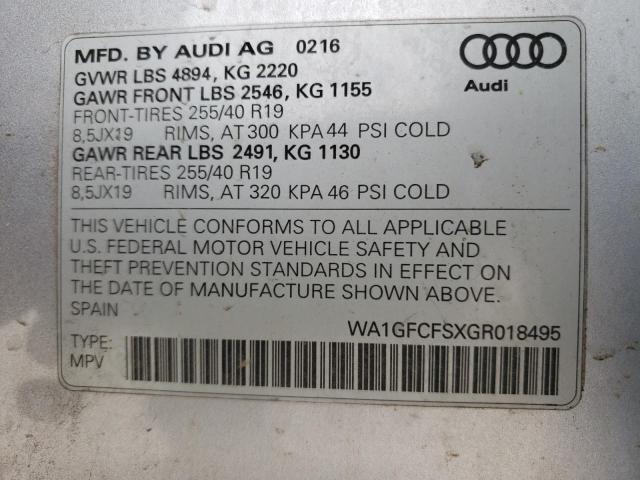 MFD. BY AUDI AG 0216
GVWR LBS 4894, KG 2220
GAWR FRONT LBS 2546, KG 1155
FRONT-TIRES 255/40 R19
8,5JX19 RIMS, AT 300 KPA 44 PSI COLD
GAWR REAR LBS 2491, KG 1130
REAR-TIRES 255/40 R19
8,5JX19 RIMS, AT 320 KPA 46 PSI COLD
Audi
THIS VEHICLE CONFORMS TO ALL APPLICABLE
U.S. FEDERAL MOTOR VEHICLE SAFETY AND
THEFT PREVENTION STANDARDS IN EFFECT ON
THE DATE OF MANUFACTURE SHOWN ABOVE.
SPAIN
WA1GFCFSXGR018495
TYPE:
MPV